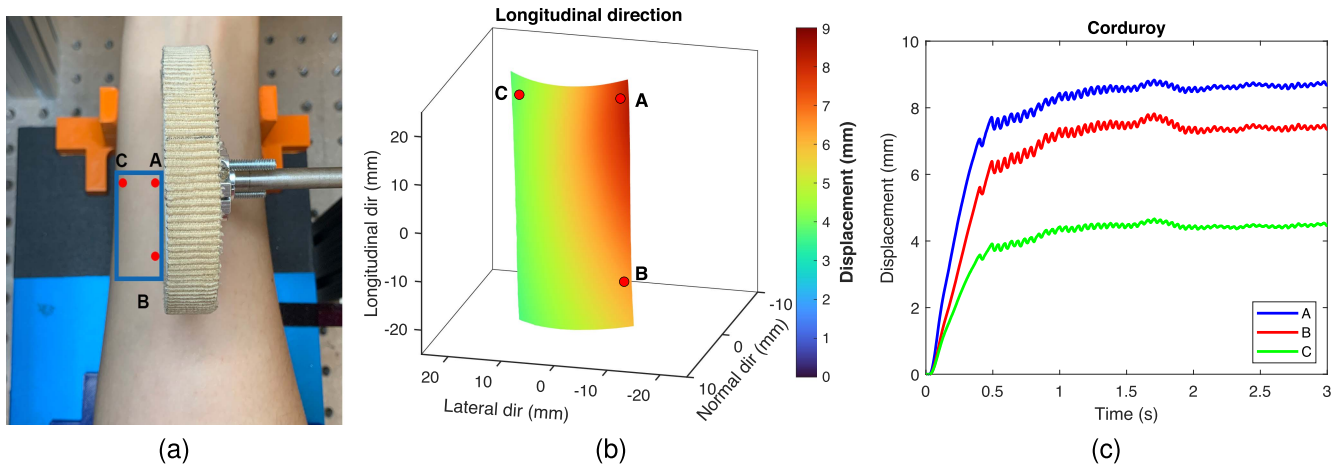 C A
B
(a)
Longitudinal direction
C
A
B
20
10
0
-10
-20
Longitudinal dir (mm)
20
10
0
-10
-20
Lateral dir (mm)
-10
0
10
Normal dir (mm)
9
8
7
6
5
4
3
2
1
0
Displacement (mm)
(b)
Corduroy
10
8
6
4
2
0
Displacement (mm)
0
0.5
1
1.5
2
2.5
3
Time (s)
A
B
C
(c)